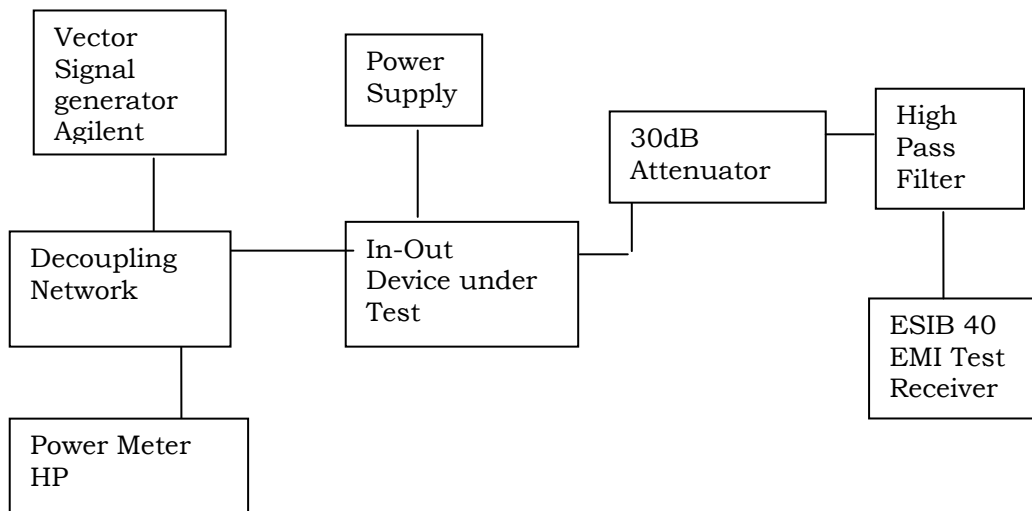 Vector
Signal
generator
Agilent
Power
Supply
30dB
Attenuator
High
Pass
Filter
Decoupling
Network
In-Out
Device under
Test
ESIB 40
EMI Test
Receiver
Power Meter
HP